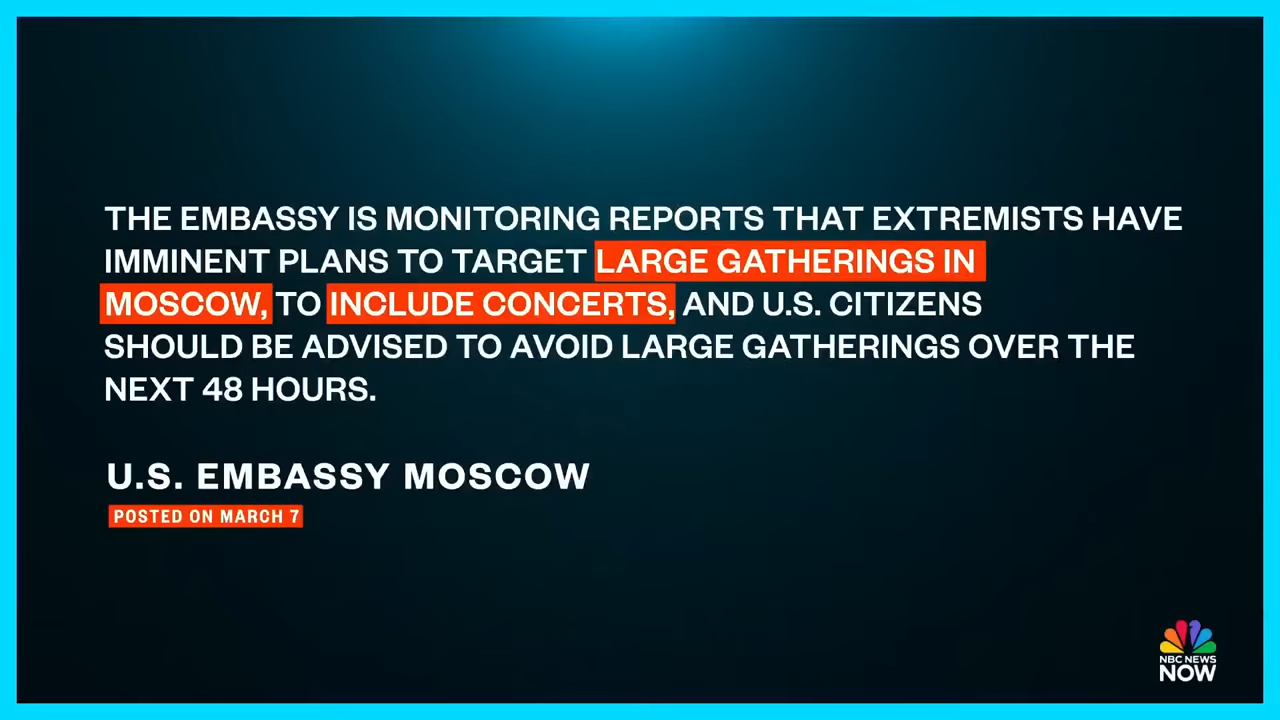 THE EMBASSY IS MONITORING REPORTS THAT EXTREMISTS HAVE
IMMINENT PLANS TO TARGET LARGE GATHERINGS IN
MOSCOW, TO INCLUDE CONCERTS, AND U.S. CITIZENS
SHOULD BE ADVISED TO AVOID LARGE GATHERINGS OVER THE
NEXT 48 HOURS.
U.S. EMBASSY MOSCOW
POSTED ON MARCH 7
NBC NEWS
NOW